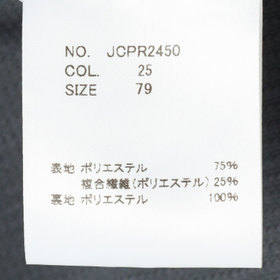 NO. JCPR2450
COL. 25
SIZE 79
表地 ポリエステル 75%
複合繊維(ポリエステル) 25%
裏地 ポリエステル 100%